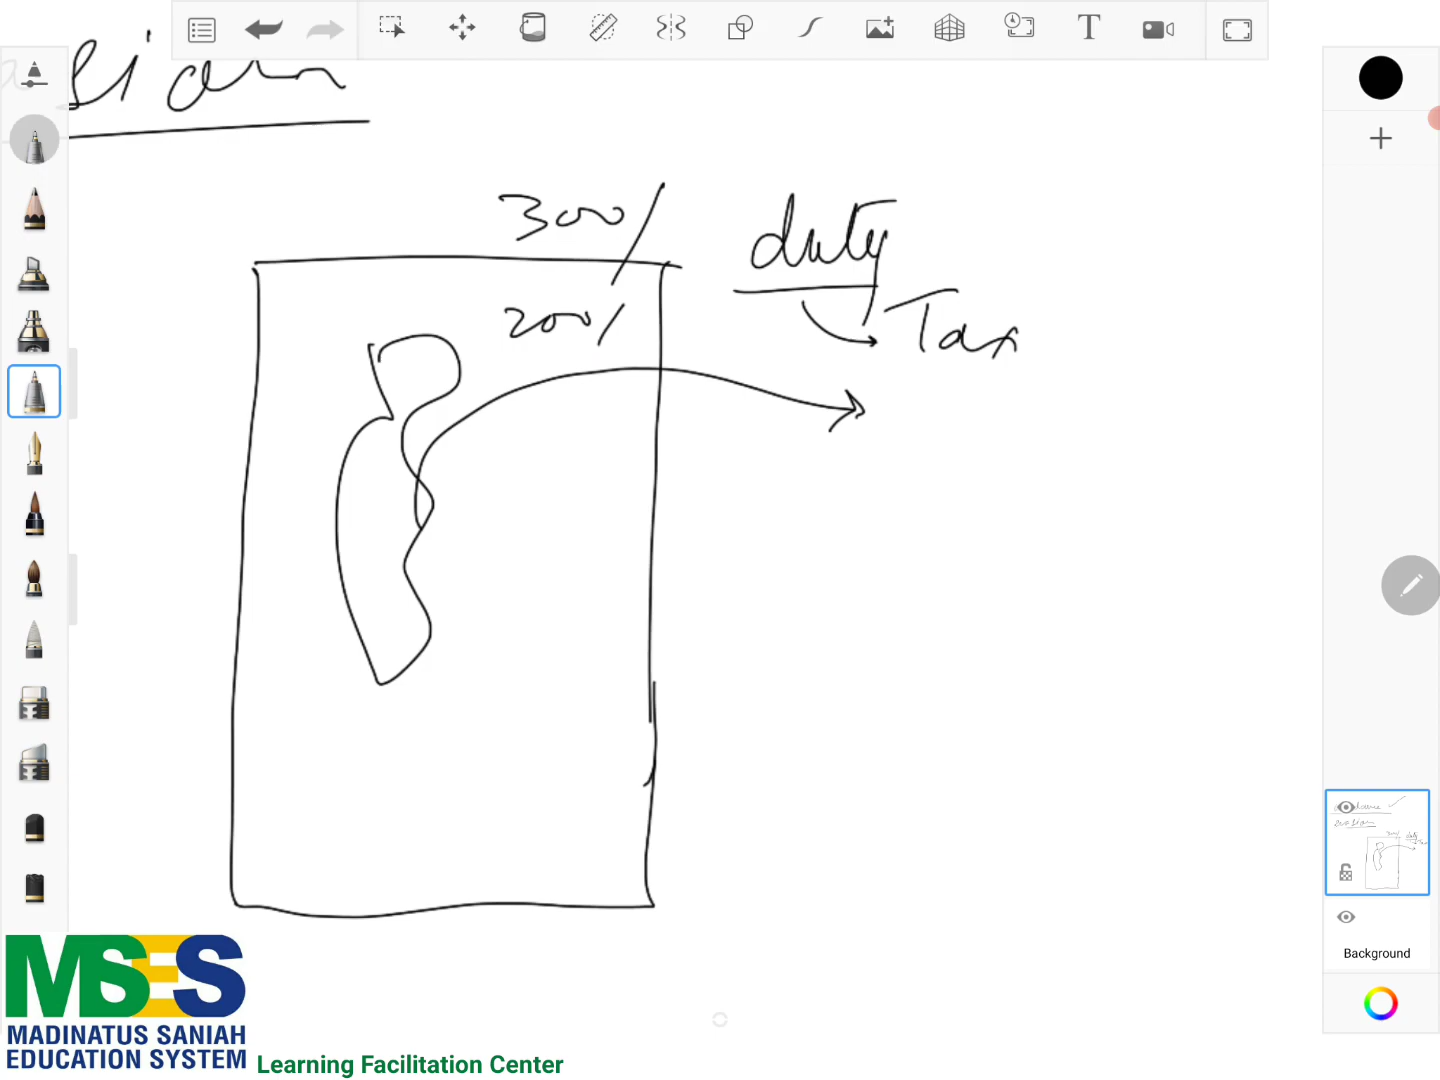 300%
duty
Tax
200%
Background
MSES
MADINATUS SANIAH
EDUCATION SYSTEM
Learning Facilitation Center